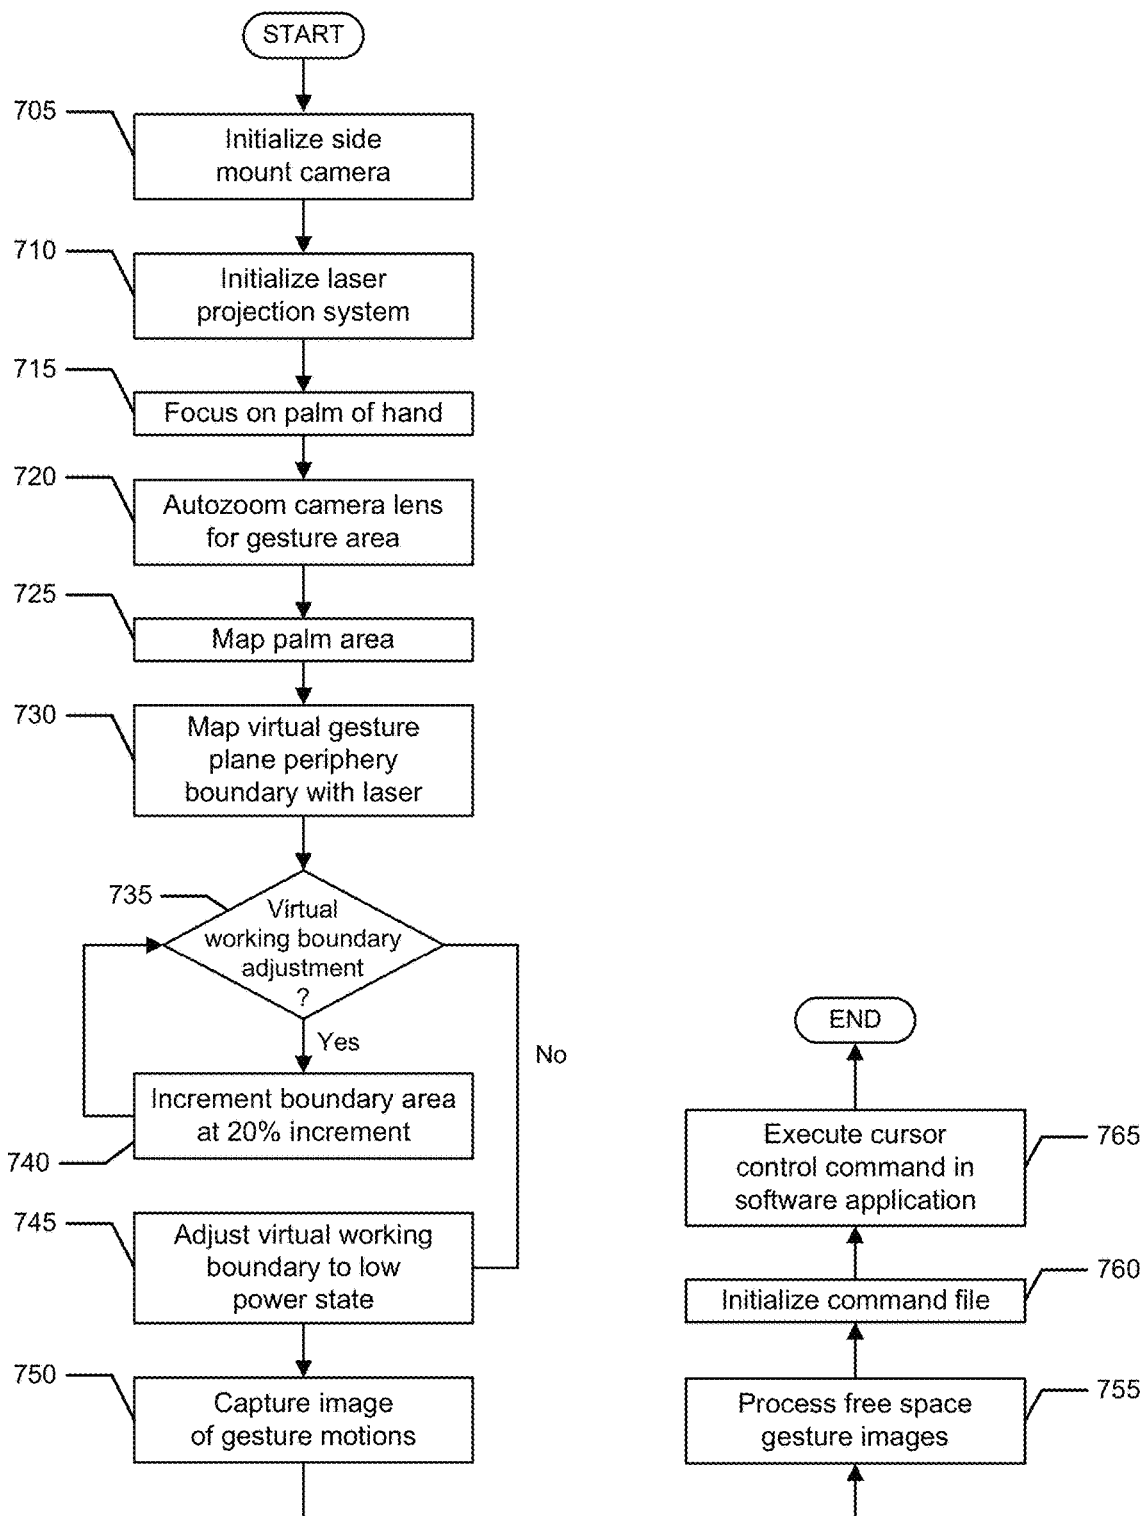 START
705
Initialize side
mount camera
710
Initialize laser
projection system
715
Focus on palm of hand
720
Autozoom camera lens
for gesture area
725
Map palm area
730
Map virtual gesture
plane periphery
boundary with laser
735
Virtual
working boundary
adjustment
?
Yes
No
Increment boundary area
at 20% increment
740
745
Adjust virtual working
boundary to low
power state
750
Capture image
of gesture motions
END
Execute cursor
control command in
software application
765
760
Initialize command file
Process free space
gesture images
755